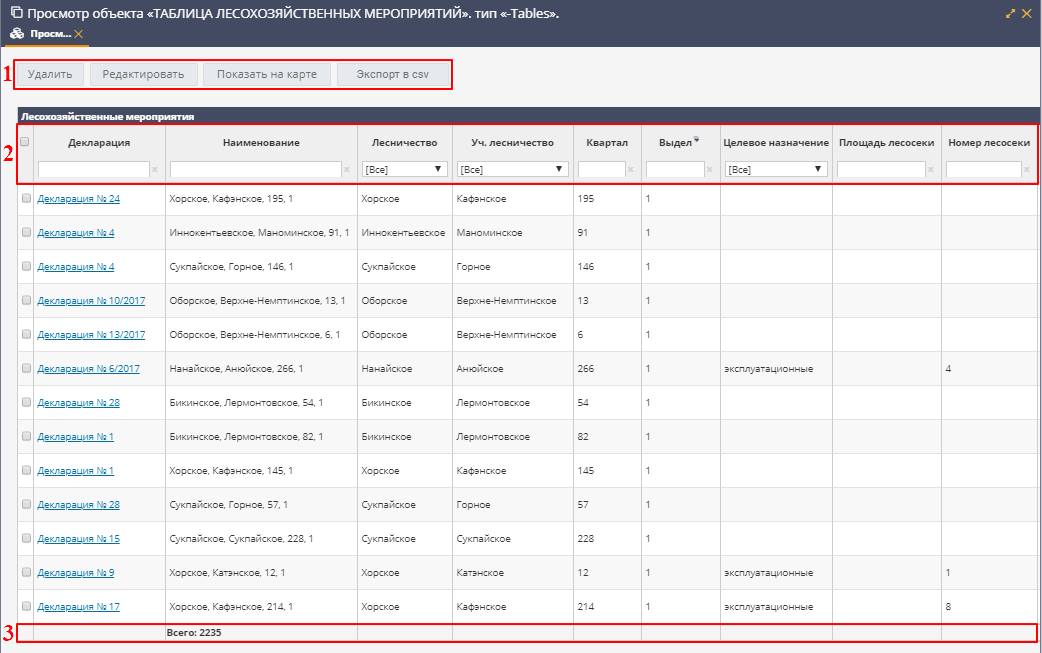 Просмотр объекта «ТАБЛИЦА ЛЕСОХОЗЯЙСТВЕННЫХ МЕРОПРИЯТИЙ». тип «-Tables».
Просм...
1 Удалить Редактировать Показать на карте Экспорт в csv
Лесохозяйственные мероприятия
2 Декларация Наименование Лесничество Уч. лесничество Квартал Выдел Целевое назначение Площадь лесосеки Номер лесосеки
[Все] [Все] [Все]
Декларация № 24 Хорское, Кафэнское, 195, 1 Хорское Кафэнское 195 1
Декларация № 4 Иннокентьевское, Маноминское, 91, 1 Иннокентьевское Маноминское 91 1
Декларация № 4 Сукпайское, Горное, 146, 1 Сукпайское Горное 146 1
Декларация № 10/2017 Оборское, Верхне-Немптинское, 13, 1 Оборское Верхне-Немптинское 13 1
Декларация № 13/2017 Оборское, Верхне-Немптинское, 6, 1 Оборское Верхне-Немптинское 6 1
Декларация № 6/2017 Нанайское, Анюйское, 266, 1 Нанайское Анюйское 266 1 эксплуатационные 4
Декларация № 28 Бикинское, Лермонтовское, 54, 1 Бикинское Лермонтовское 54 1
Декларация № 1 Бикинское, Лермонтовское, 82, 1 Бикинское Лермонтовское 82 1
Декларация № 1 Хорское, Кафэнское, 145, 1 Хорское Кафэнское 145 1
Декларация № 28 Сукпайское, Горное, 57, 1 Сукпайское Горное 57 1
Декларация № 15 Сукпайское, Сукпайское, 228, 1 Сукпайское Сукпайское 228 1
Декларация № 9 Хорское, Катэнское, 12, 1 Хорское Катэнское 12 1 эксплуатационные 1
Декларация № 17 Хорское, Кафэнское, 214, 1 Хорское Кафэнское 214 1 эксплуатационные 8
3 Всего: 2235